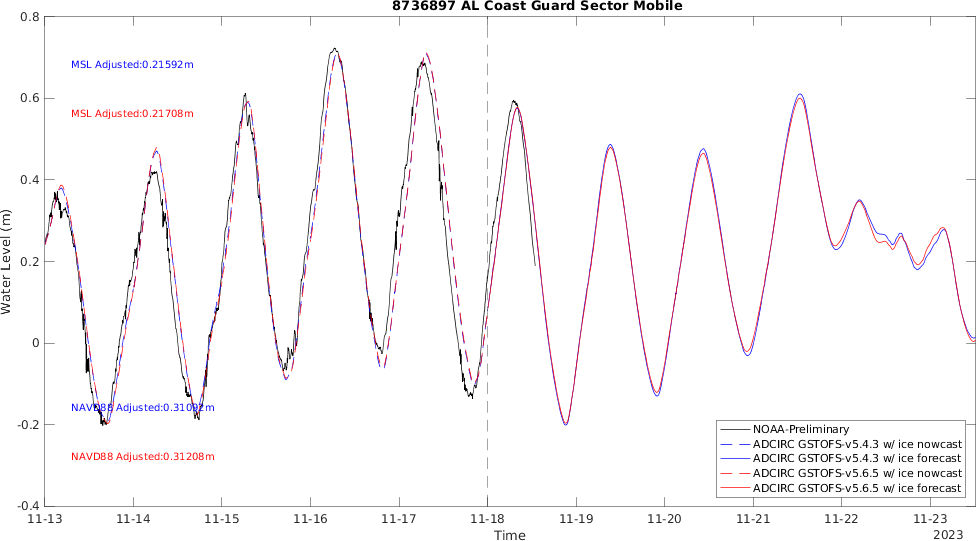 8736897 AL Coast Guard Sector Mobile
0.8
0.6
0.4
0.2
0
-0.2
-0.4
Water Level (m)
MSL Adjusted:0.21592m
MSL Adjusted:0.21708m
NAVD88 Adjusted:0.31092m
NAVD88 Adjusted:0.31208m
NOAA-Preliminary
ADCIRC GSTOFS-v5.4.3 w/ ice nowcast
ADCIRC GSTOFS-v5.4.3 w/ ice forecast
ADCIRC GSTOFS-v5.6.5 w/ ice nowcast
ADCIRC GSTOFS-v5.6.5 w/ ice forecast
11-13 11-14 11-15 11-16 11-17 11-18 11-19 11-20 11-21 11-22 11-23
Time
2023